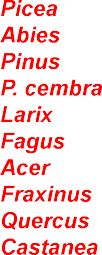 Picea
Abies
Pinus
P. cembra
Larix
Fagus
Acer
Fraxinus
Quercus
Castanea